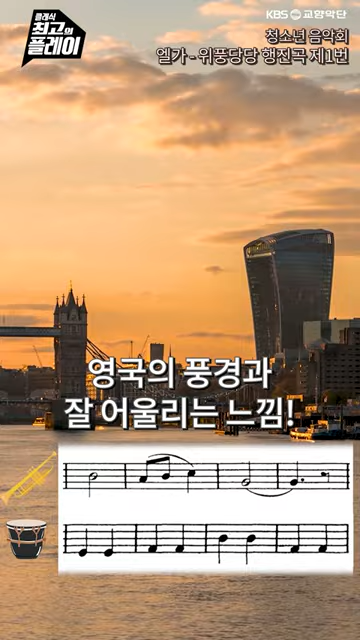 클래식
최고의
플레이
KBS 교향악단
청소년 음악회
엘가 - 위풍당당 행진곡 제1번
영국의 풍경과
잘 어울리는 느낌!